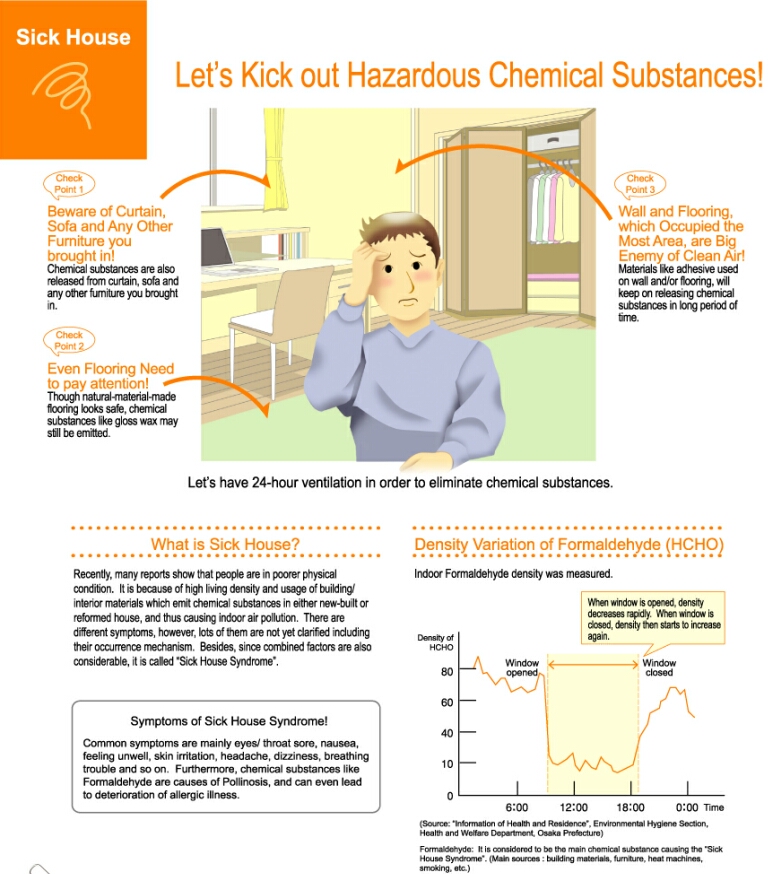 Sick House
Let's Kick out Hazardous Chemical Substances!
Check
Point 1
Beware of Curtain,
Sofa and Any Other
Furniture you
brought in!
Chemical substances are also
released from curtain, sofa and
any other furniture you brought
in.
Check
Point 2
Even Flooring Need
to pay attention!
Though natural-material-made
flooring looks safe, chemical
substances like gloss wax may
still be emitted.
Check
Point 3
Wall and Flooring,
which Occupied the
Most Area, are Big
Enemy of Clean Air!
Materials like adhesive used
on wall and/or flooring, will
keep on releasing chemical
substances in long period of
time.
Let's have 24-hour ventilation in order to eliminate chemical substances.
What is Sick House?
Recently, many reports show that people are in poorer physical
condition. It is because of high living density and usage of building/
interior materials which emit chemical substances in either new-built or
reformed house, and thus causing indoor air pollution. There are
different symptoms, however, lots of them are not yet clarified including
their occurrence mechanism. Besides, since combined factors are also
considerable, it is called "Sick House Syndrome".
Symptoms of Sick House Syndrome!
Common symptoms are mainly eyes/ throat sore, nausea,
feeling unwell, skin irritation, headache, dizziness, breathing
trouble and so on. Furthermore, chemical substances like
Formaldehyde are causes of Pollinosis, and can even lead
to deterioration of allergic illness.
Density Variation of Formaldehyde (HCHO)
Indoor Formaldehyde density was measured.
When window is opened, density
decreases rapidly. When window is
closed, density then starts to increase
again.
Density of
HCHO
Window
opened
Window
closed
80
60
40
10
0
6:00 12:00 18:00 0:00 Time
(Source: "Information of Health and Residence", Environmental Hygiene Section,
Health and Welfare Department, Osaka Prefecture)
Formaldehyde: It is considered to be the main chemical substance causing the "Sick
House Syndrome". (Main sources : building materials, furniture, heat machines,
smoking, etc.)